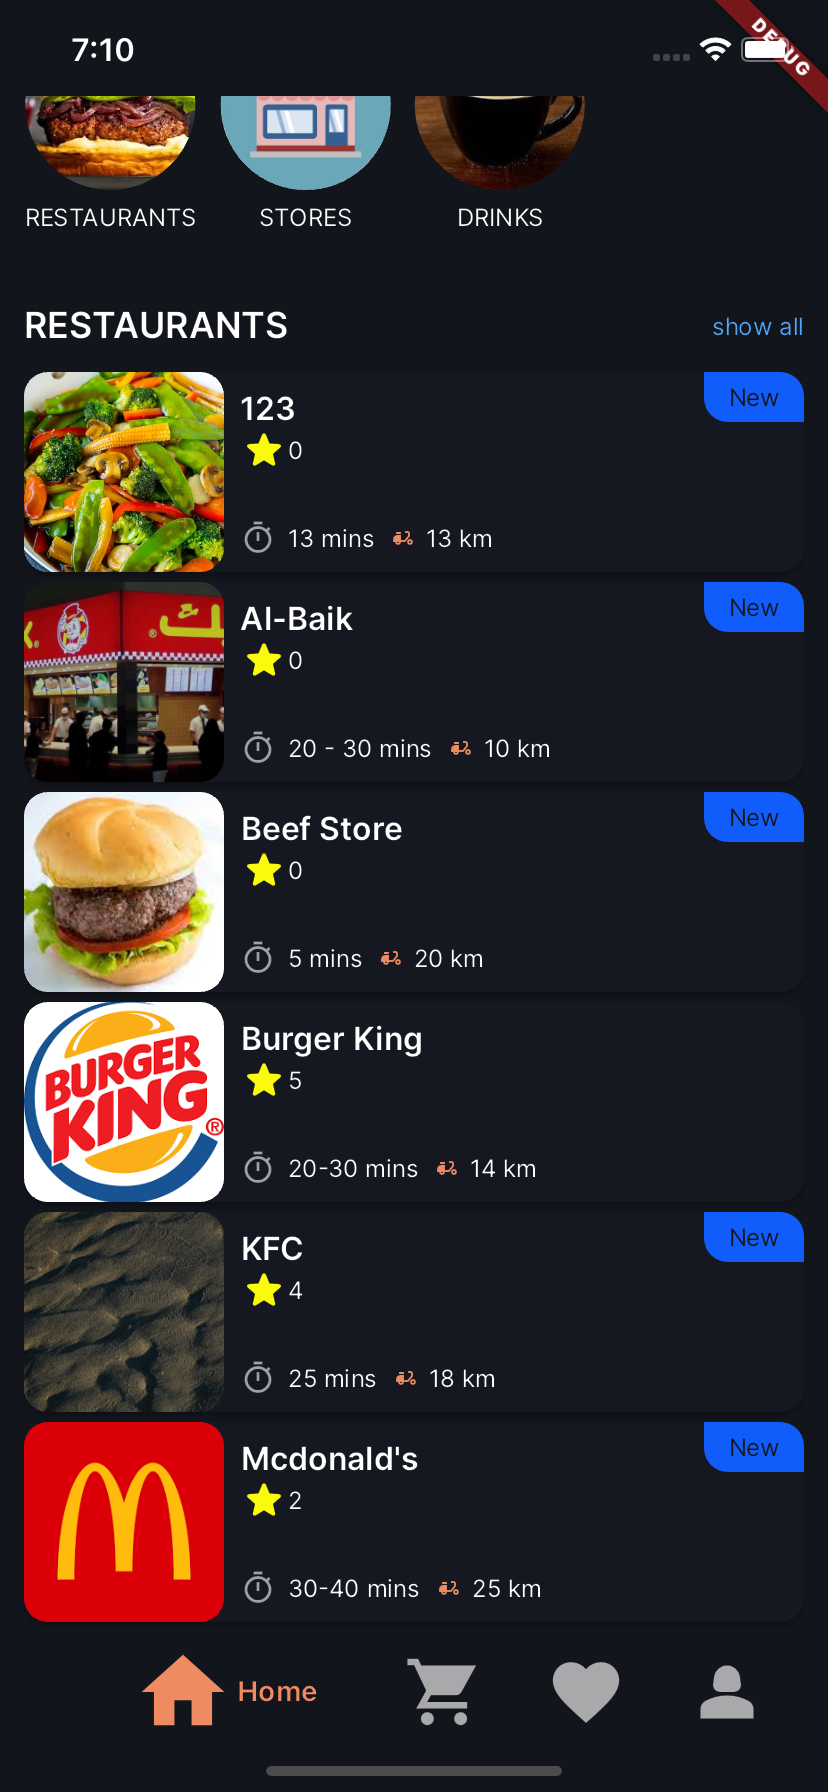 7:10
DEBUG
RESTAURANTS
STORES
DRINKS
RESTAURANTS
show all
123
New
0
13 mins
13 km
Al-Baik
New
0
20 - 30 mins
10 km
Beef Store
New
0
5 mins
20 km
BURGER
KING
®
Burger King
5
20-30 mins
14 km
KFC
New
4
25 mins
18 km
Mcdonald's
New
2
30-40 mins
25 km
Home